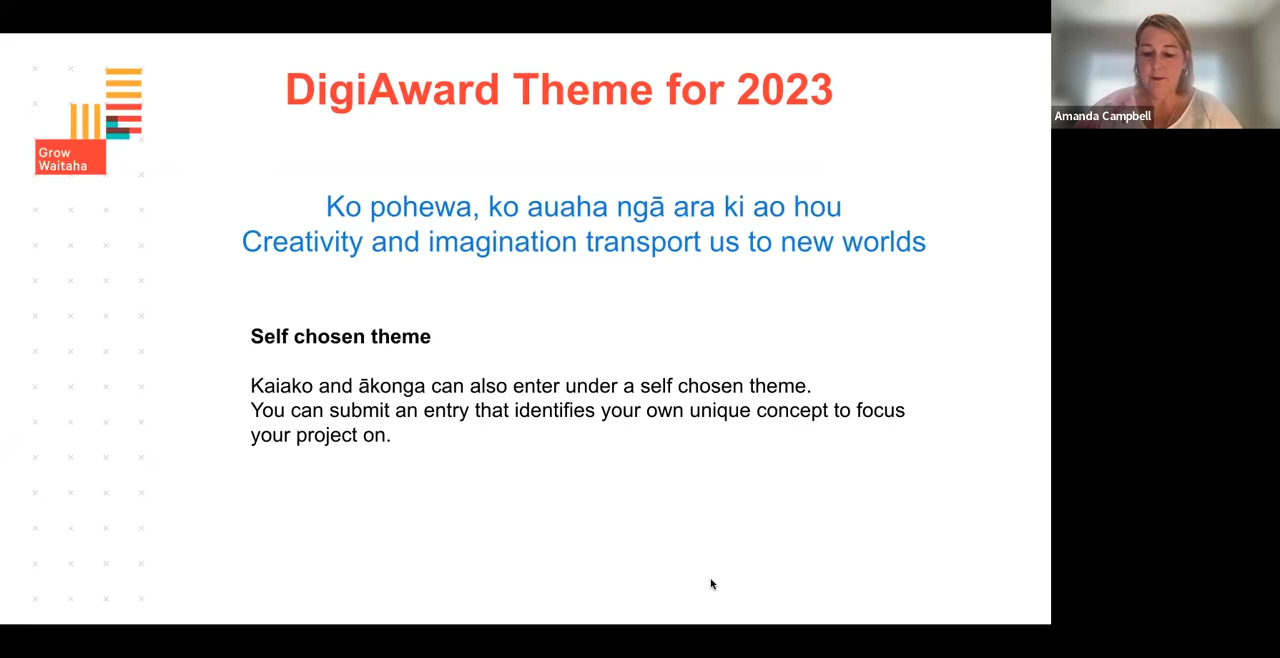 DigiAward Theme for 2023
Grow
Waitaha
Ko pohewa, ko auaha ngā ara ki ao hou
Creativity and imagination transport us to new worlds
Self chosen theme
Kaiako and ākonga can also enter under a self chosen theme.
You can submit an entry that identifies your own unique concept to focus
your project on.
Amanda Campbell